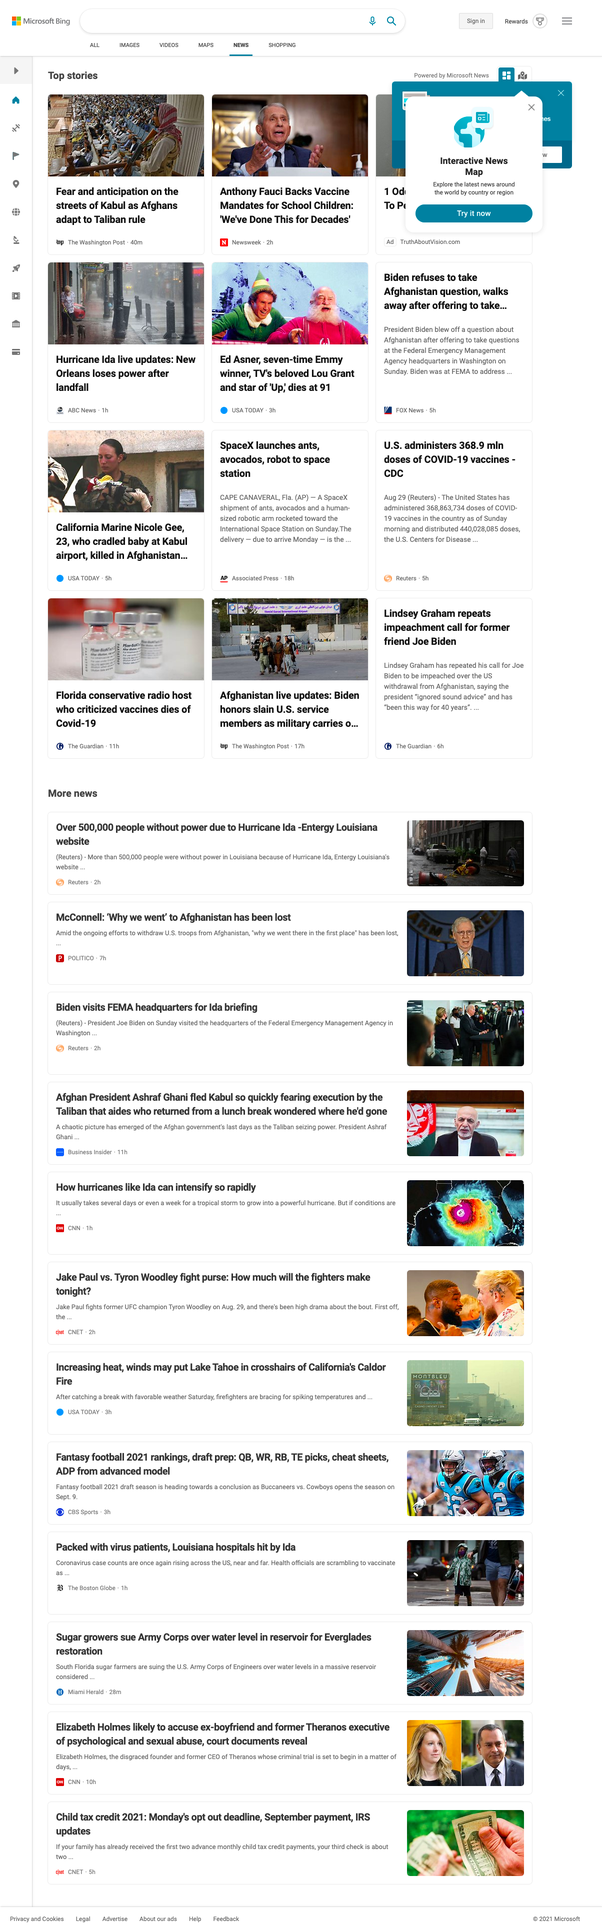 Microsoft Bing
Sign in
Rewards
ALL
IMAGES
VIDEOS
MAPS
NEWS
SHOPPING
Top stories
Powered by Microsoft News
Interactive News
Map
Explore the latest news around
the world by country or region
Try it now
Fear and anticipation on the
streets of Kabul as Afghans
adapt to Taliban rule
The Washington Post · 40m
Anthony Fauci Backs Vaccine
Mandates for School Children:
'We've Done This for Decades'
Newsweek · 2h
Ad TruthAboutVision.com
Hurricane Ida live updates: New
Orleans loses power after
landfall
ABC News · 1h
Ed Asner, seven-time Emmy
winner, TV's beloved Lou Grant
and star of 'Up,' dies at 91
USA TODAY · 3h
Biden refuses to take
Afghanistan question, walks
away after offering to take...
President Biden blew off a question about
Afghanistan after offering to take questions
at the Federal Emergency Management
Agency headquarters in Washington on
Sunday. Biden was at FEMA to address ...
FOX News · 5h
California Marine Nicole Gee,
23, who cradled baby at Kabul
airport, killed in Afghanistan...
USA TODAY · 5h
SpaceX launches ants,
avocados, robot to space
station
CAPE CANAVERAL, Fla. (AP) — A SpaceX
shipment of ants, avocados and a human-
sized robotic arm rocketed toward the
International Space Station on Sunday.The
delivery — due to arrive Monday — is the ...
AP Associated Press · 18h
U.S. administers 368.9 mln
doses of COVID-19 vaccines -
CDC
Aug 29 (Reuters) - The United States has
administered 368,863,734 doses of COVID-
19 vaccines in the country as of Sunday
morning and distributed 440,028,085 doses,
the U.S. Centers for Disease ...
Reuters · 5h
Florida conservative radio host
who criticized vaccines dies of
Covid-19
The Guardian · 11h
Afghanistan live updates: Biden
honors slain U.S. service
members as military carries o...
The Washington Post · 17h
Lindsey Graham repeats
impeachment call for former
friend Joe Biden
Lindsey Graham has repeated his call for Joe
Biden to be impeached over the US
withdrawal from Afghanistan, saying the
president “ignored sound advice” and has
“been this way for 40 years”. ...
The Guardian · 6h
More news
Over 500,000 people without power due to Hurricane Ida -Entergy Louisiana
website
(Reuters) - More than 500,000 people were without power in Louisiana because of Hurricane Ida, Entergy Louisiana's
website ...
Reuters · 2h
McConnell: ‘Why we went’ to Afghanistan has been lost
Amid the ongoing efforts to withdraw U.S. troops from Afghanistan, "why we went there in the first place" has been lost,
...
POLITICO · 7h
Biden visits FEMA headquarters for Ida briefing
(Reuters) - President Joe Biden on Sunday visited the headquarters of the Federal Emergency Management Agency in
Washington ...
Reuters · 2h
Afghan President Ashraf Ghani fled Kabul so quickly fearing execution by the
Taliban that aides who returned from a lunch break wondered where he'd gone
A chaotic picture has emerged of the Afghan government's last days as the Taliban seizing power. President Ashraf
Ghani ...
Business Insider · 11h
How hurricanes like Ida can intensify so rapidly
It usually takes several days or even a week for a tropical storm to grow into a powerful hurricane. But if conditions are
...
CNN · 1h
Jake Paul vs. Tyron Woodley fight purse: How much will the fighters make
tonight?
Jake Paul fights former UFC champion Tyron Woodley on Aug. 29, and there's been high drama about the bout. First off,
the ...
CNET · 2h
Increasing heat, winds may put Lake Tahoe in crosshairs of California's Caldor
Fire
After catching a break with favorable weather Saturday, firefighters are bracing for spiking temperatures and ...
USA TODAY · 3h
MONTBLEU
Fantasy football 2021 rankings, draft prep: QB, WR, RB, TE picks, cheat sheets,
ADP from advanced model
Fantasy football 2021 draft season is heading towards a conclusion as Buccaneers vs. Cowboys opens the season on
Sept. 9.
CBS Sports · 3h
Packed with virus patients, Louisiana hospitals hit by Ida
Coronavirus case counts are once again rising across the US, near and far. Health officials are scrambling to vaccinate
as ...
The Boston Globe · 1h
Sugar growers sue Army Corps over water level in reservoir for Everglades
restoration
South Florida sugar farmers are suing the U.S. Army Corps of Engineers over water levels in a massive reservoir
considered ...
Miami Herald · 28m
Elizabeth Holmes likely to accuse ex-boyfriend and former Theranos executive
of psychological and sexual abuse, court documents reveal
Elizabeth Holmes, the disgraced founder and former CEO of Theranos whose criminal trial is set to begin in a matter of
days, ...
CNN · 10h
Child tax credit 2021: Monday's opt out deadline, September payment, IRS
updates
If your family has already received the first two advance monthly child tax credit payments, your third check is about
two ...
CNET · 5h
Privacy and Cookies
Legal
Advertise
About our ads
Help
Feedback
© 2021 Microsoft